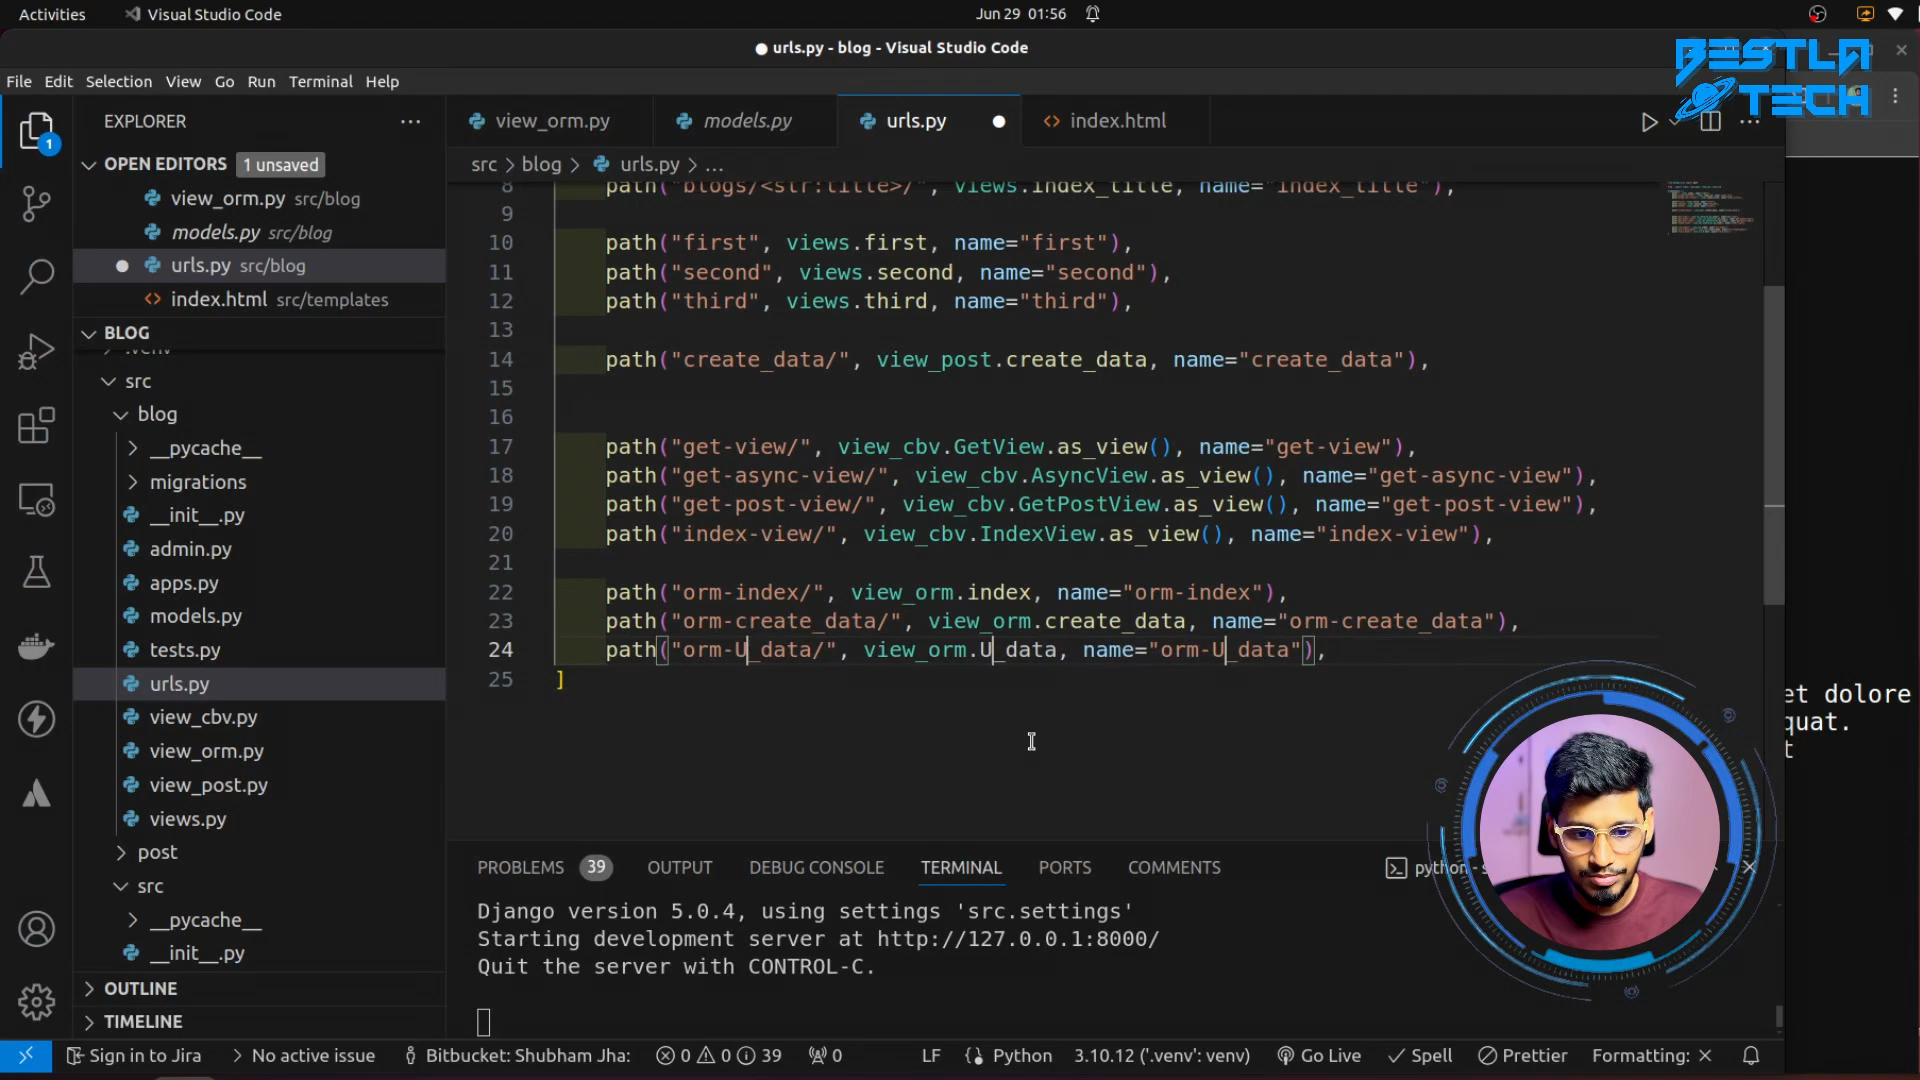 Activities
Visual Studio Code
Jun 29 01:56
urls.py - blog - Visual Studio Code
BESTLA
TECH
File Edit Selection View Go Run Terminal Help
EXPLORER
view_orm.py
models.py
urls.py
index.html
OPEN EDITORS 1 unsaved
view_orm.py src/blog
models.py src/blog
urls.py src/blog
index.html src/templates
BLOG
.venv
src
blog
__pycache__
migrations
__init__.py
admin.py
apps.py
models.py
tests.py
urls.py
view_cbv.py
view_orm.py
view_post.py
views.py
post
src
__pycache__
__init__.py
OUTLINE
TIMELINE
src > blog > urls.py > ...
8 path("blogs/<str:title>/", views.index_title, name="index_title"),
9
10 path("first", views.first, name="first"),
11 path("second", views.second, name="second"),
12 path("third", views.third, name="third"),
13
14 path("create_data/", view_post.create_data, name="create_data"),
15
16
17 path("get-view/", view_cbv.GetView.as_view(), name="get-view"),
18 path("get-async-view/", view_cbv.AsyncView.as_view(), name="get-async-view"),
19 path("get-post-view/", view_cbv.GetPostView.as_view(), name="get-post-view"),
20 path("index-view/", view_cbv.IndexView.as_view(), name="index-view"),
21
22 path("orm-index/", view_orm.index, name="orm-index"),
23 path("orm-create_data/", view_orm.create_data, name="orm-create_data"),
24 path("orm-U_data/", view_orm.U_data, name="orm-U_data"),
25 ]
et dolore
quat.
t
PROBLEMS 39 OUTPUT DEBUG CONSOLE TERMINAL PORTS COMMENTS
python - s
Django version 5.0.4, using settings 'src.settings'
Starting development server at http://127.0.0.1:8000/
Quit the server with CONTROL-C.
Sign in to Jira No active issue Bitbucket: Shubham Jha: 0 0 39 0 LF Python 3.10.12 ('.venv': venv) Go Live Spell Prettier Formatting:
1